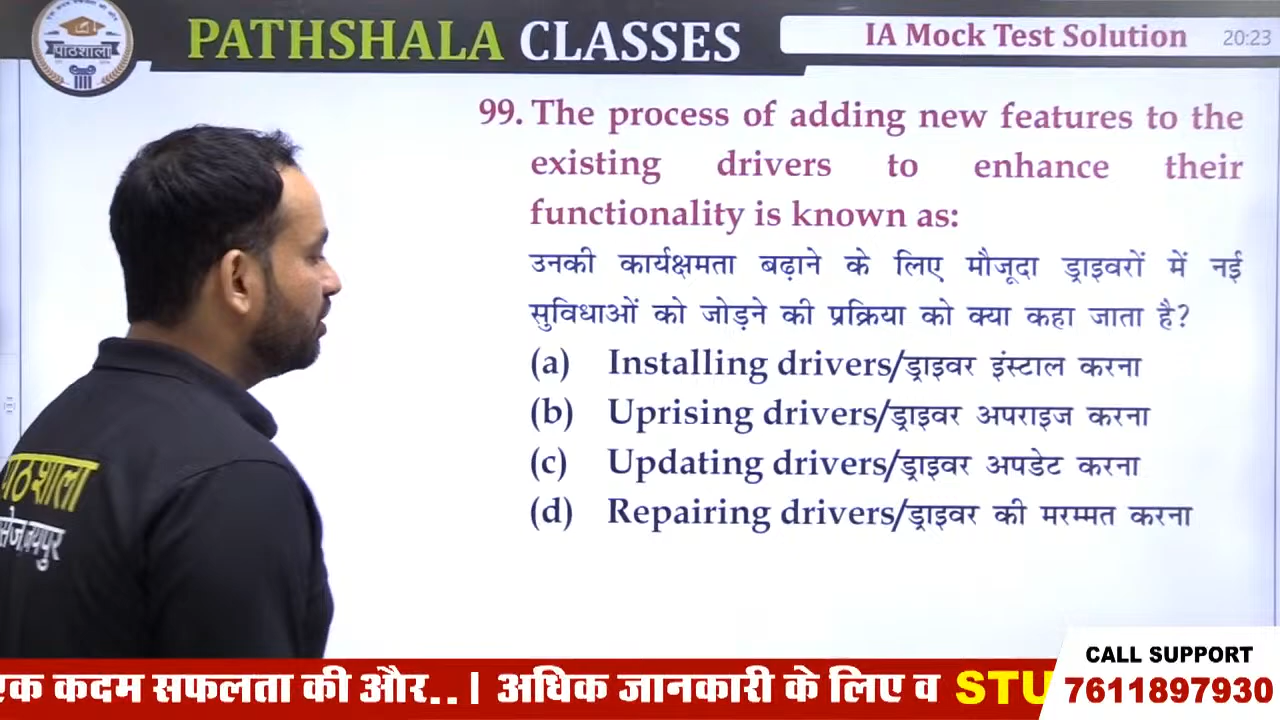 पाठशाला
PATHSHALA CLASSES
IA Mock Test Solution 20:23
99. The process of adding new features to the
existing drivers to enhance their
functionality is known as:
उनकी कार्यक्षमता बढ़ाने के लिए मौजूदा ड्राइवरों में नई
सुविधाओं को जोड़ने की प्रक्रिया को क्या कहा जाता है?
(a) Installing drivers/ड्राइवर इंस्टाल करना
(b) Uprising drivers/ड्राइवर अपराइज करना
(c) Updating drivers/ड्राइवर अपडेट करना
(d) Repairing drivers/ड्राइवर की मरम्मत करना
पाठशाला
जयपुर
एक कदम सफलता की और.. । अधिक जानकारी के लिए व STU
CALL SUPPORT
7611897930